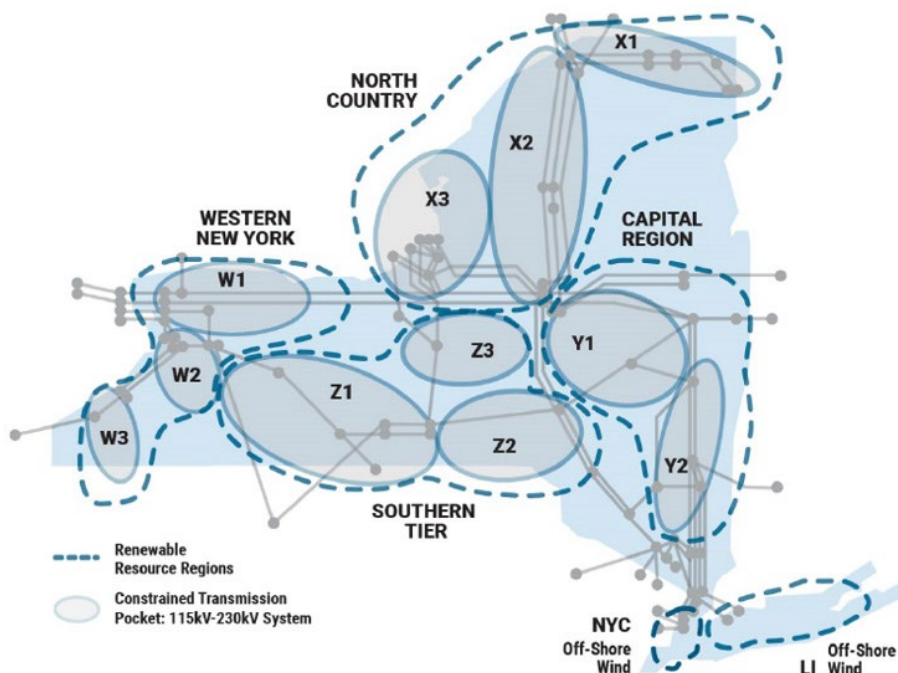 X1
NORTH
COUNTRY
X2
X3
WESTERN
NEW YORK
CAPITAL
REGION
W1
Y1
Z3
W2
Z1
W3
Z2
Y2
SOUTHERN
TIER
Renewable
Resource Regions
Constrained Transmission
Pocket: 115kV-230kV System
NYC
Off-Shore
Wind
LI
Off-Shore
Wind